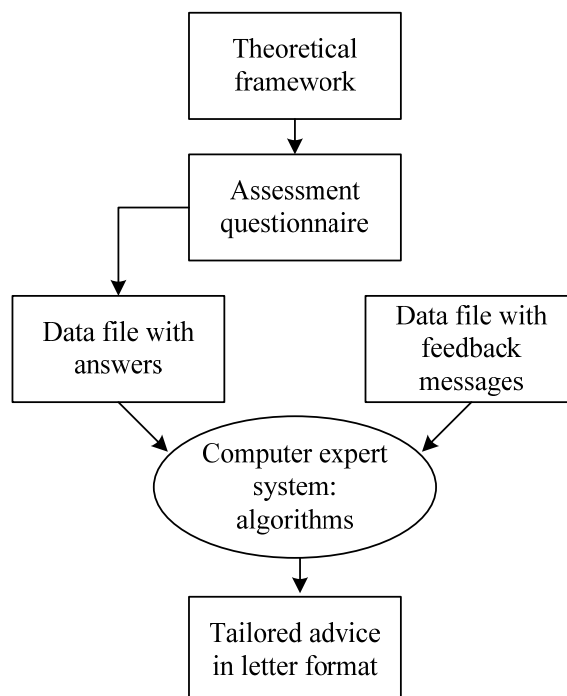 Theoretical
framework
Assessment
questionnaire
Data file with
answers
Data file with
feedback
messages
Computer expert
system:
algorithms
Tailored advice
in letter format